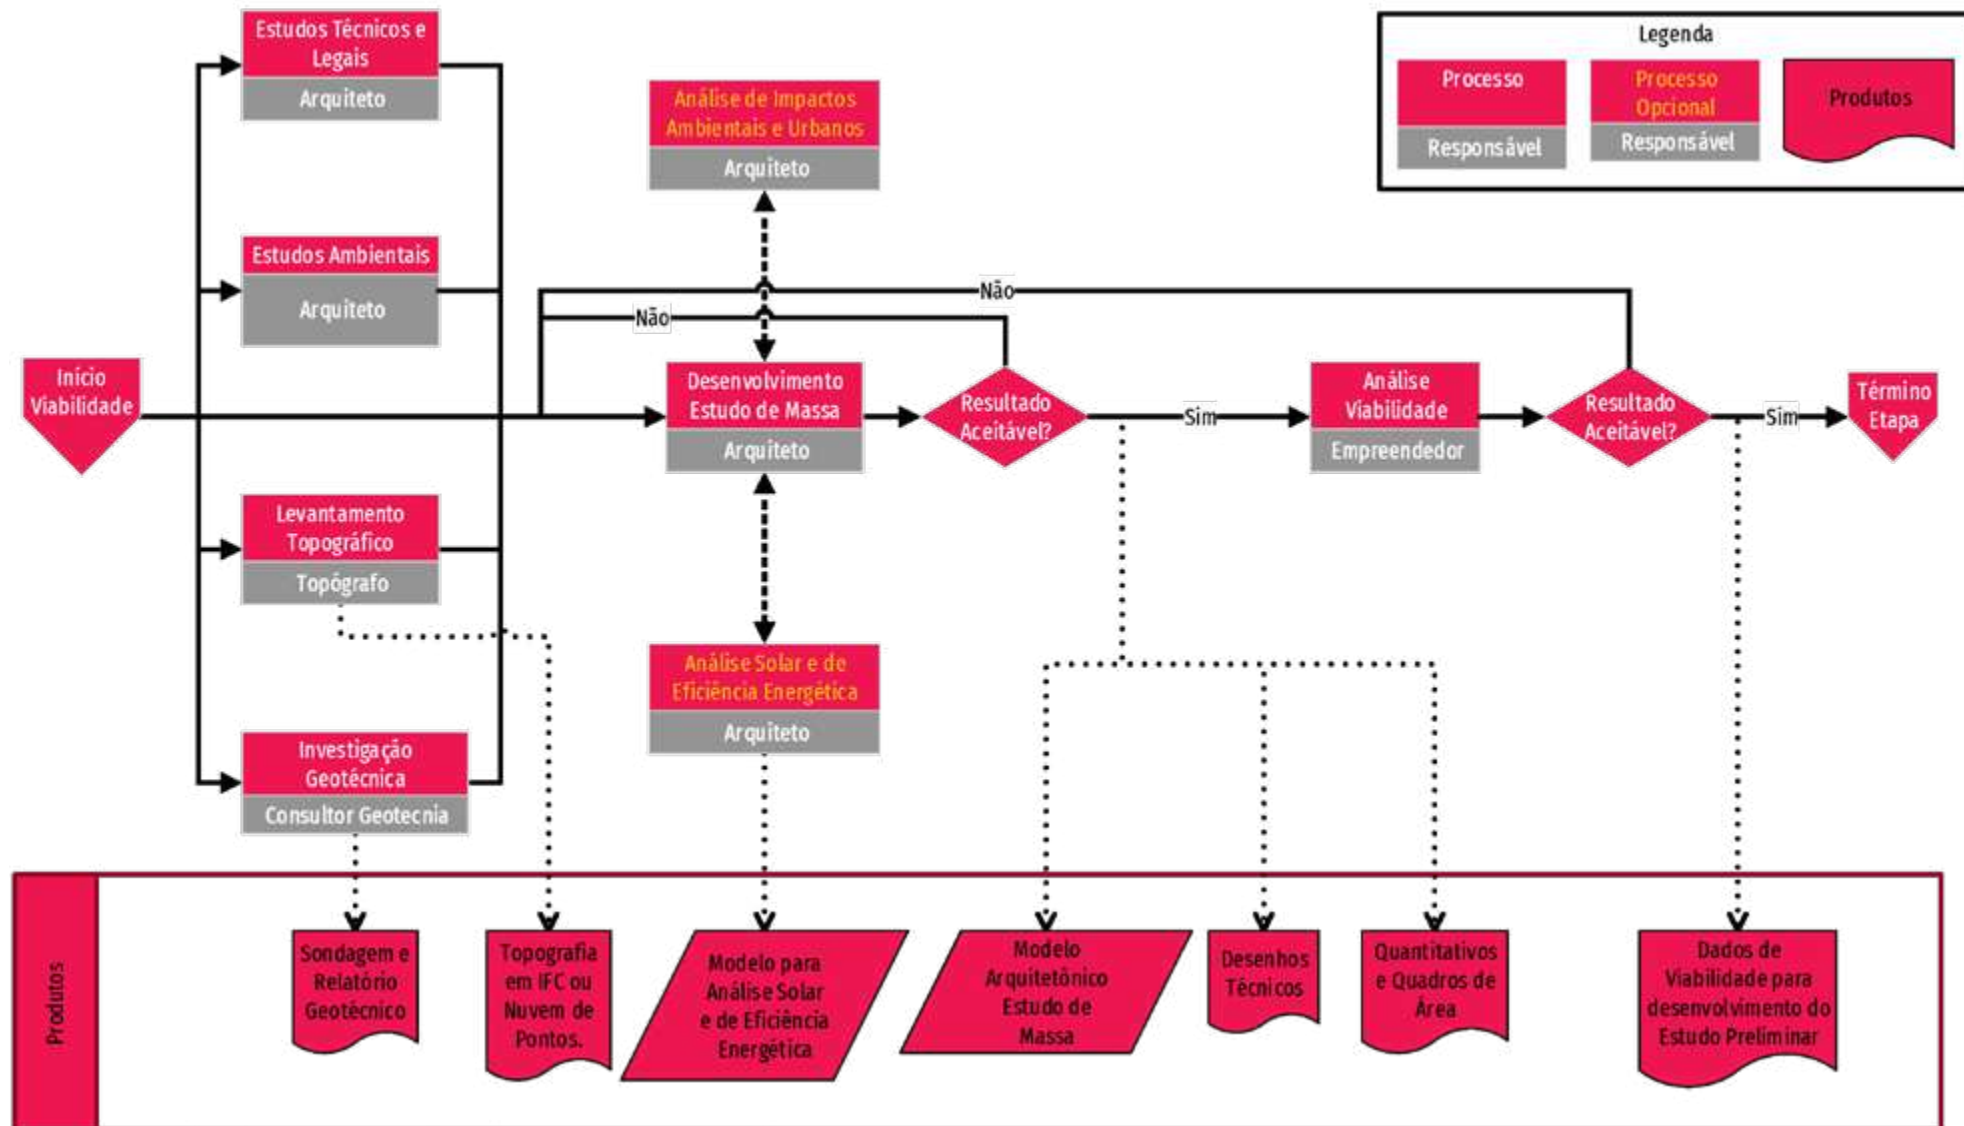 Estudos Técnicos e
Legais
Arquiteto
Análise de Impactos
Ambientais e Urbanos
Arquiteto
Legenda
Processo
Responsável
Processo
Opcional
Responsável
Produtos
Estudos Ambientais
Arquiteto
Não
Não
Início
Viabilidade
Desenvolvimento
Estudo de Massa
Arquiteto
Resultado
Aceitável?
Sim
Análise
Viabilidade
Empreendedor
Resultado
Aceitável?
Sim
Término
Etapa
Levantamento
Topográfico
Topógrafo
Análise Solar e de
Eficiência Energética
Arquiteto
Investigação
Geotécnica
Consultor Geotecnia
Produtos
Sondagem e
Relatório
Geotécnico
Topografia
em IFC ou
Nuvem de
Pontos.
Modelo para
Análise Solar
e de Eficiência
Energética
Modelo
Arquitetônico
Estudo de
Massa
Desenhos
Técnicos
Quantitativos
e Quadros de
Área
Dados de
Viabilidade para
desenvolvimento do
Estudo Preliminar